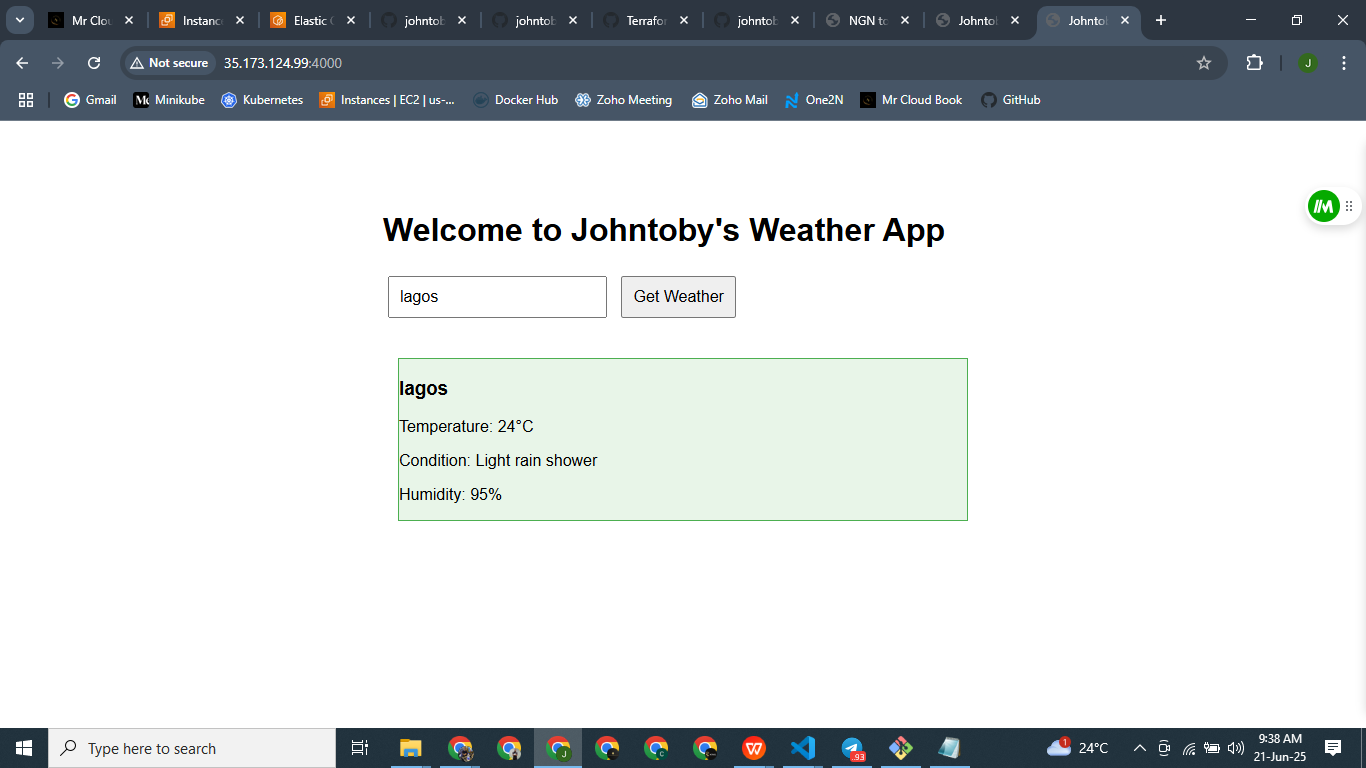 Mr Clou
Instanc
Elastic C
johntob
johntob
Terrafor
johntob
NGN to
Johntol
Johntol
Not secure
35.173.124.99:4000
J
Gmail
Minikube
Kubernetes
Instances | EC2 | us-...
Docker Hub
Zoho Meeting
Zoho Mail
One2N
Mr Cloud Book
GitHub
Welcome to Johntoby's Weather App
lagos
Get Weather
lagos
Temperature: 24°C
Condition: Light rain shower
Humidity: 95%
Type here to search
93
1
24°C
9:38 AM
21-Jun-25